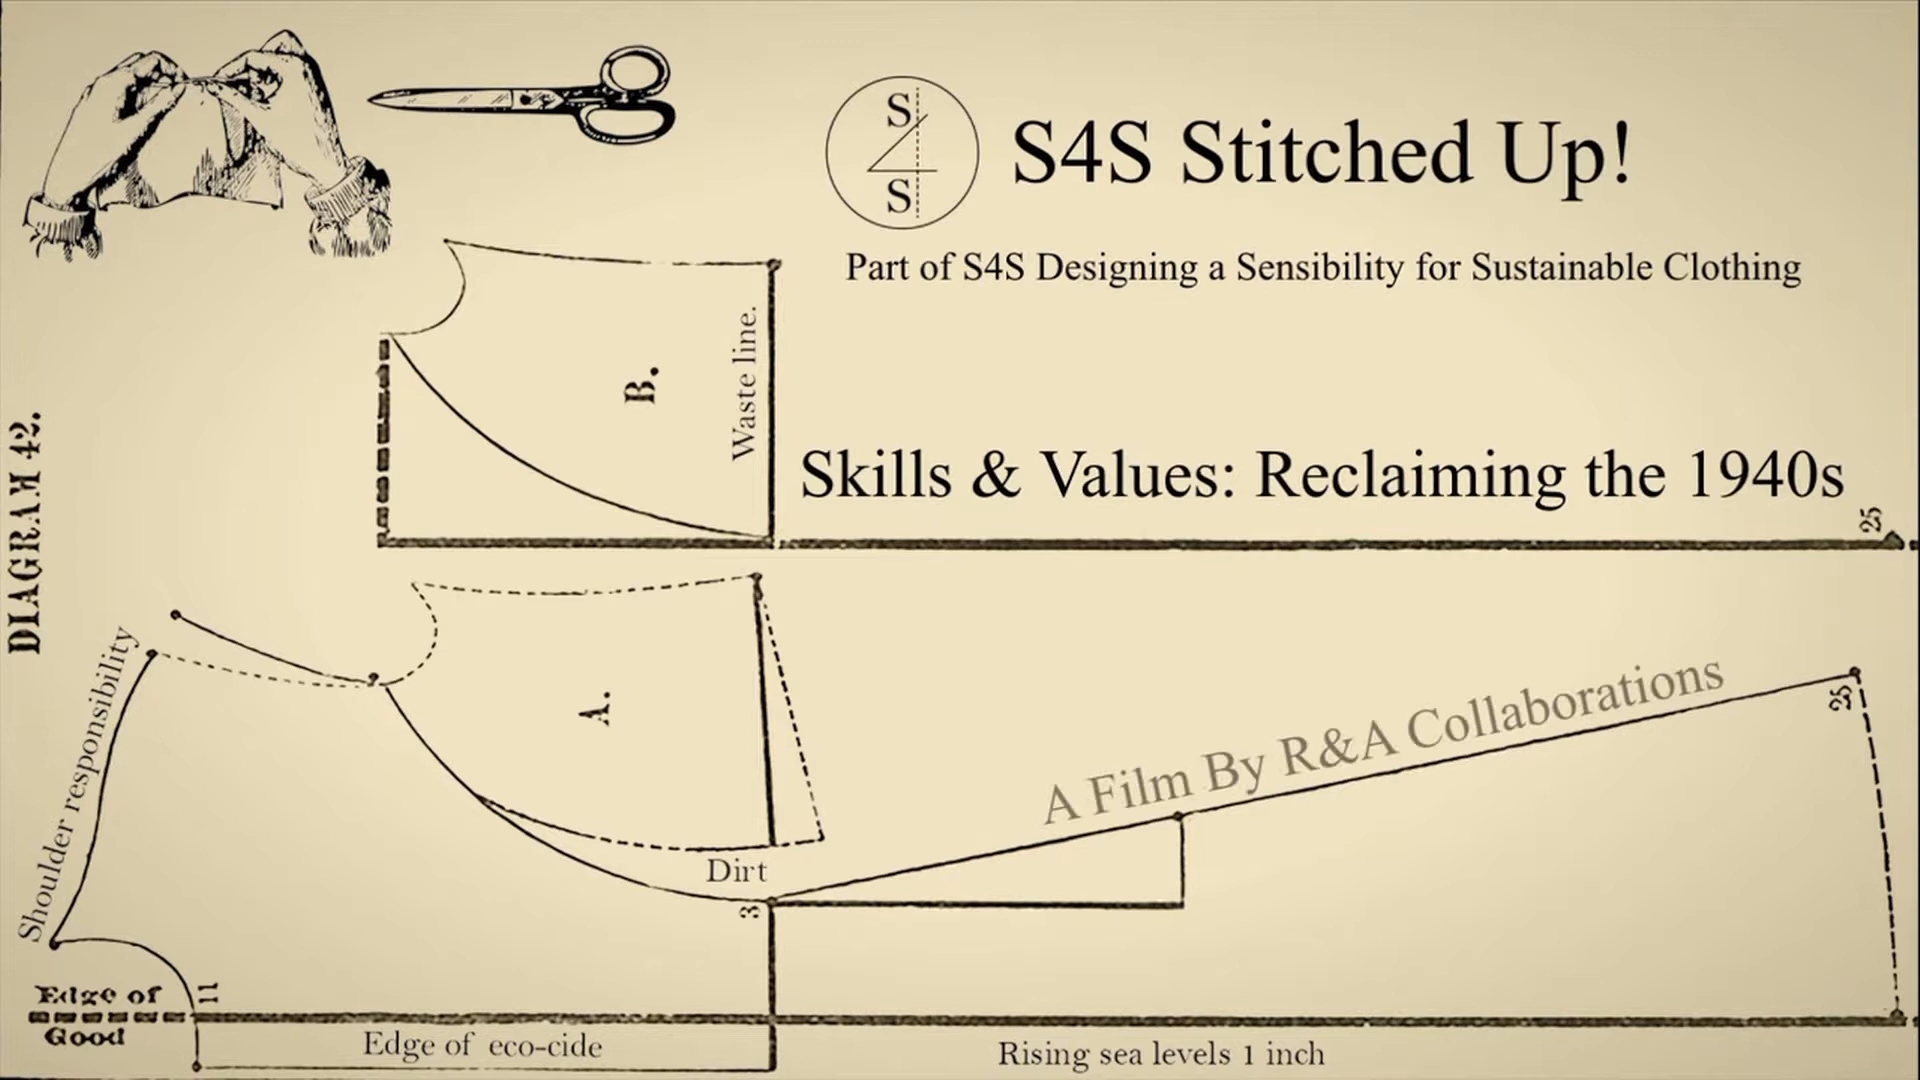 S
4
S
S4S Stitched Up!
Part of S4S Designing a Sensibility for Sustainable Clothing
Waste line.
B.
Skills & Values: Reclaiming the 1940s
25
DIAGRAM 42.
Shoulder responsibility
A.
A Film By R&A Collaborations
25
Dirt
3
11
Edge of
Good
Edge of eco-cide
Rising sea levels 1 inch